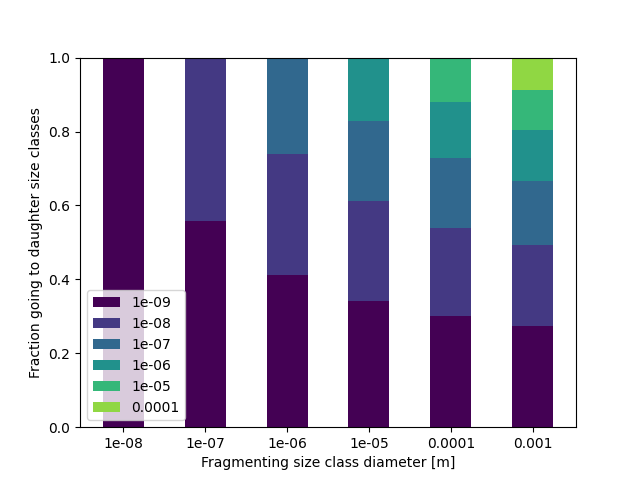 1.0
0.8
0.6
0.4
0.2
0.0
Fraction going to daughter size classes
1e-09
1e-08
1e-07
1e-06
1e-05
0.0001
1e-08 1e-07 1e-06 1e-05 0.0001 0.001
Fragmenting size class diameter [m]